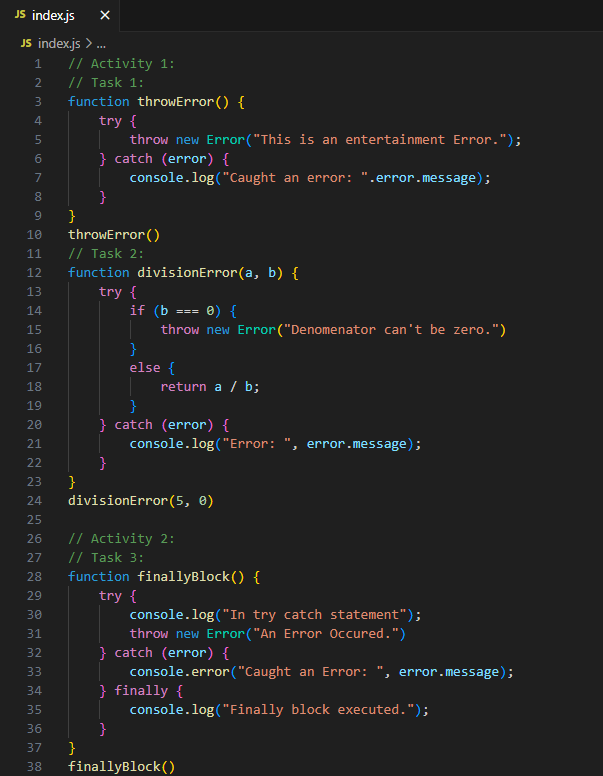 JS index.js ×
JS index.js > ...
1 // Activity 1:
2 // Task 1:
3 function throwError() {
4     try {
5         throw new Error("This is an entertainment Error.");
6     } catch (error) {
7         console.log("Caught an error: ".error.message);
8     }
9 }
10 throwError()
11 // Task 2:
12 function divisionError(a, b) {
13     try {
14         if (b === 0) {
15             throw new Error("Denomenator can't be zero.")
16         }
17         else {
18             return a / b;
19         }
20     } catch (error) {
21         console.log("Error: ", error.message);
22     }
23 }
24 divisionError(5, 0)
25
26 // Activity 2:
27 // Task 3:
28 function finallyBlock() {
29     try {
30         console.log("In try catch statement");
31         throw new Error("An Error Occured.")
32     } catch (error) {
33         console.error("Caught an Error: ", error.message);
34     } finally {
35         console.log("Finally block executed.");
36     }
37 }
38 finallyBlock()